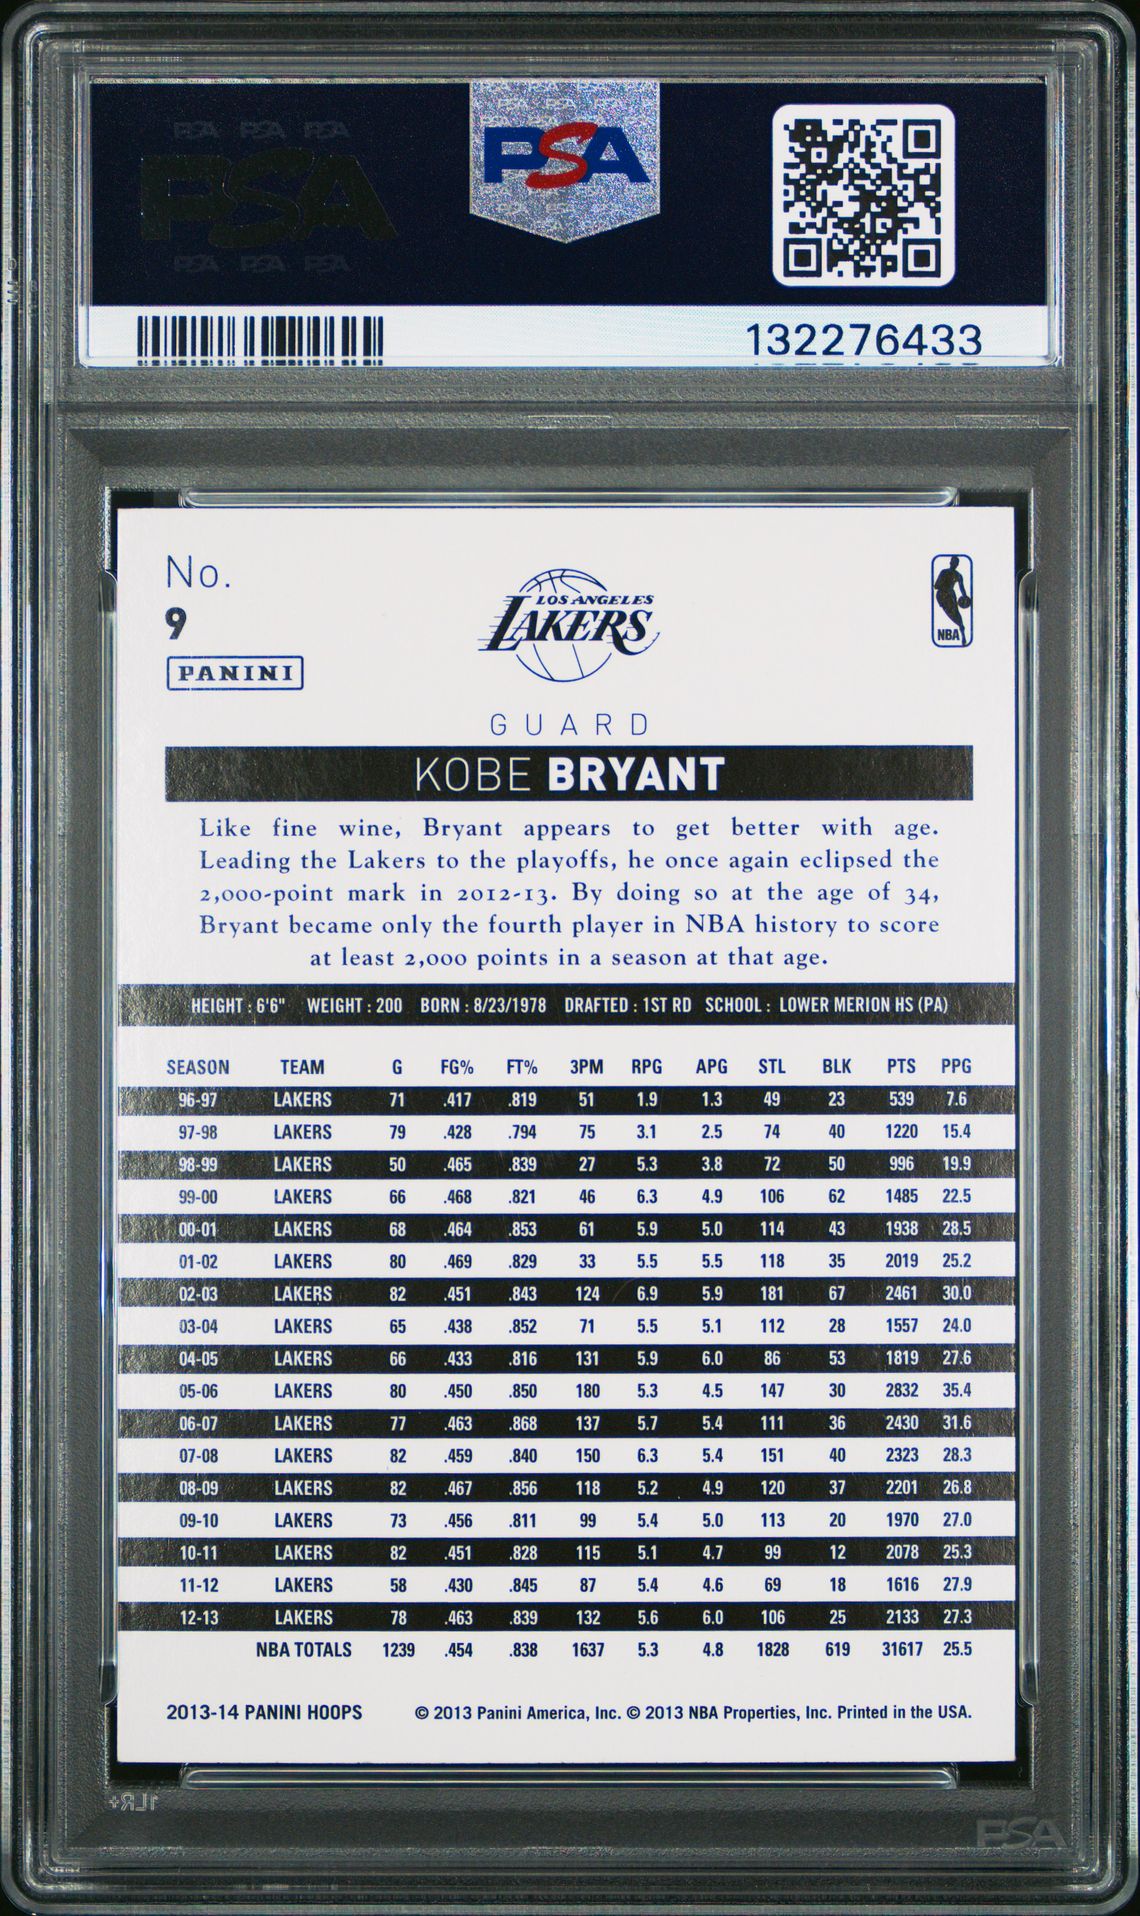 PSA PSA PSA
PSA
PSA PSA PSA
PSA
132276433
No.
9
PANINI
LOS ANGELES
LAKERS
NBA
GUARD
KOBE BRYANT
Like fine wine, Bryant appears to get better with age.
Leading the Lakers to the playoffs, he once again eclipsed the
2,000-point mark in 2012-13. By doing so at the age of 34,
Bryant became only the fourth player in NBA history to score
at least 2,000 points in a season at that age.
HEIGHT : 6'6" WEIGHT : 200 BORN : 8/23/1978 DRAFTED : 1ST RD SCHOOL : LOWER MERION HS (PA)
SEASON TEAM G FG% FT% 3PM RPG APG STL BLK PTS PPG
96-97 LAKERS 71 .417 .819 51 1.9 1.3 49 23 539 7.6
97-98 LAKERS 79 .428 .794 75 3.1 2.5 74 40 1220 15.4
98-99 LAKERS 50 .465 .839 27 5.3 3.8 72 50 996 19.9
99-00 LAKERS 66 .468 .821 46 6.3 4.9 106 62 1485 22.5
00-01 LAKERS 68 .464 .853 61 5.9 5.0 114 43 1938 28.5
01-02 LAKERS 80 .469 .829 33 5.5 5.5 118 35 2019 25.2
02-03 LAKERS 82 .451 .843 124 6.9 5.9 181 67 2461 30.0
03-04 LAKERS 65 .438 .852 71 5.5 5.1 112 28 1557 24.0
04-05 LAKERS 66 .433 .816 131 5.9 6.0 86 53 1819 27.6
05-06 LAKERS 80 .450 .850 180 5.3 4.5 147 30 2832 35.4
06-07 LAKERS 77 .463 .868 137 5.7 5.4 111 36 2430 31.6
07-08 LAKERS 82 .459 .840 150 6.3 5.4 151 40 2323 28.3
08-09 LAKERS 82 .467 .856 118 5.2 4.9 120 37 2201 26.8
09-10 LAKERS 73 .456 .811 99 5.4 5.0 113 20 1970 27.0
10-11 LAKERS 82 .451 .828 115 5.1 4.7 99 12 2078 25.3
11-12 LAKERS 58 .430 .845 87 5.4 4.6 69 18 1616 27.9
12-13 LAKERS 78 .463 .839 132 5.6 6.0 106 25 2133 27.3
NBA TOTALS 1239 .454 .838 1637 5.3 4.8 1828 619 31617 25.5
2013-14 PANINI HOOPS © 2013 Panini America, Inc. © 2013 NBA Properties, Inc. Printed in the USA.
1LR+
PSA